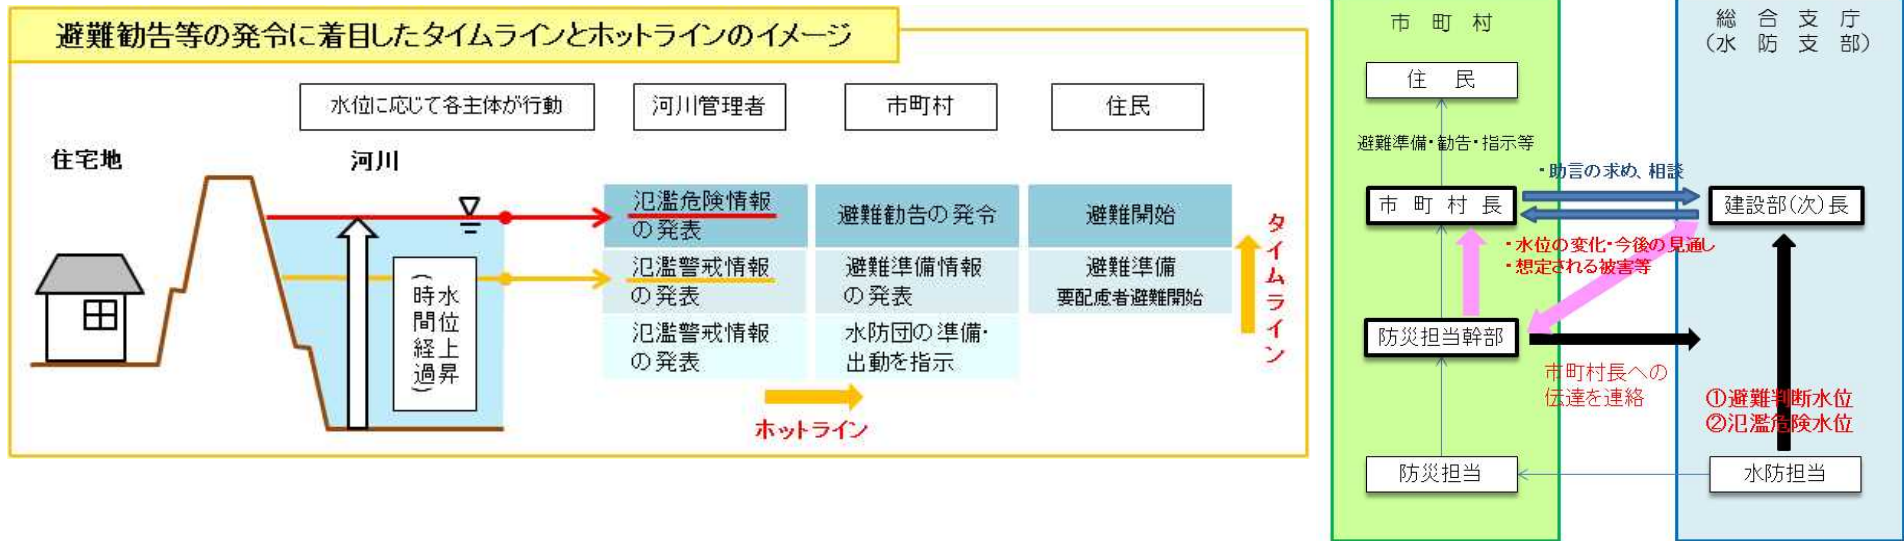 避難勧告等の発令に着目したタイムラインとホットラインのイメージ
水位に応じて各主体が行動
河川管理者
市町村
住民
住宅地
河川
氾濫危険情報
の発表
避難勧告の発令
避難開始
氾濫警戒情報
の発表
避難準備情報
の発表
避難準備
要配慮者避難開始
氾濫警戒情報
の発表
水防団の準備・
出動を指示
水位上昇
(時間経過)
タイムライン
ホットライン
市町村
住民
避難準備・勧告・指示等
市町村長
防災担当幹部
防災担当
総合支庁
(水防支部)
・助言の求め、相談
建設部(次)長
・水位の変化・今後の見通し
・想定される被害等
市町村長への
伝達を連絡
①避難判断水位
②氾濫危険水位
水防担当